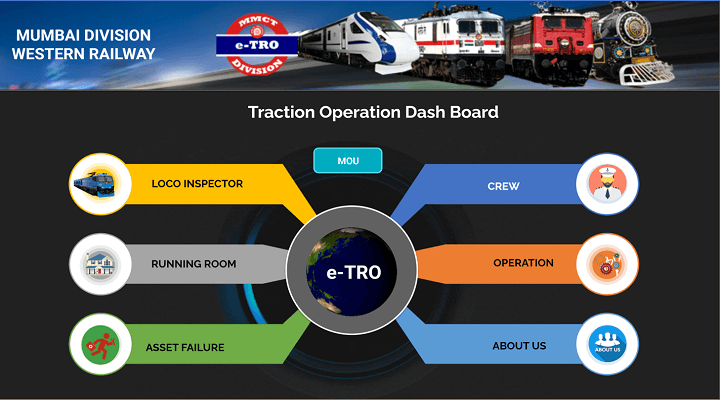 MUMBAI DIVISION
WESTERN RAILWAY
MMCT
e-TRO
DIVISION
Traction Operation Dash Board
MOU
LOCO INSPECTOR
CREW
RUNNING ROOM
e-TRO
OPERATION
ASSET FAILURE
ABOUT US
ABOUT US